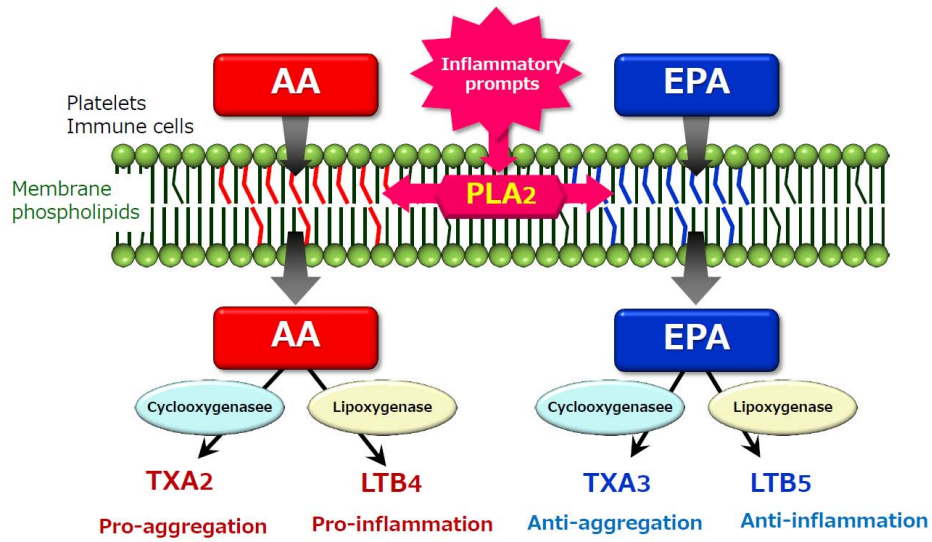 AA
Inflammatory
prompts
EPA
Platelets
Immune cells
Membrane
phospholipids
PLA2
AA
EPA
Cyclooxygenasee
Lipoxygenase
Cyclooxygenasee
Lipoxygenase
TXA2
LTB4
TXA3
LTB5
Pro-aggregation
Pro-inflammation
Anti-aggregation
Anti-inflammation